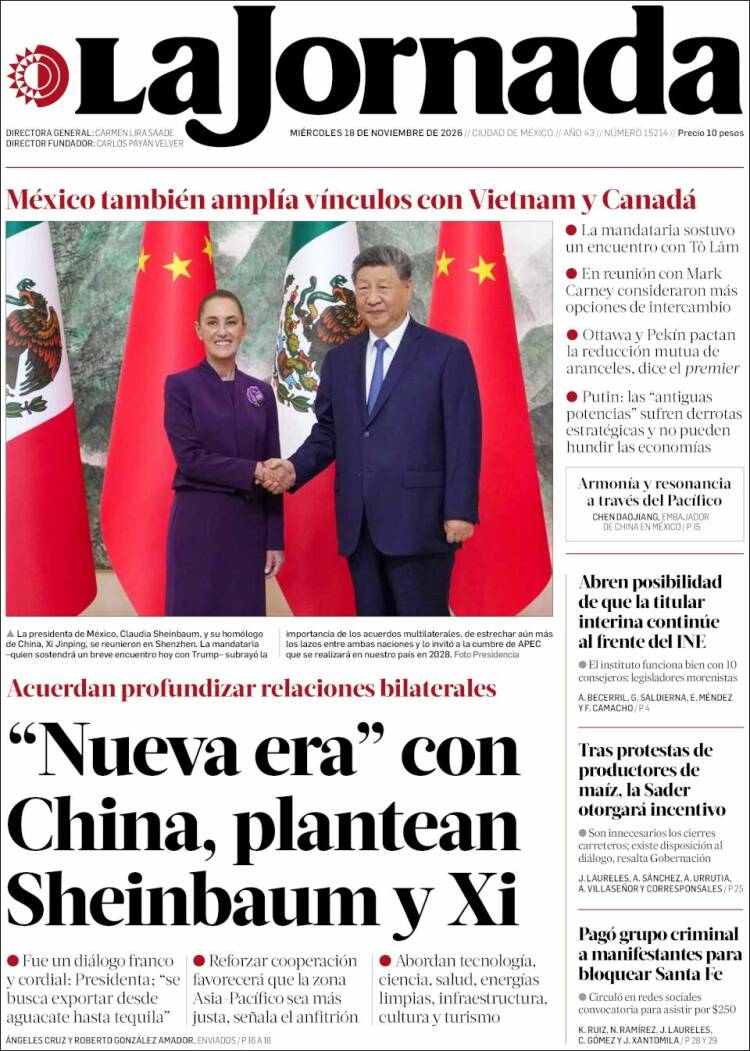 La Jornada
DIRECTORA GENERAL: CARMEN LIRA SAADE
DIRECTOR FUNDADOR: CARLOS PAYÁN VELVER
MIÉRCOLES 18 DE NOVIEMBRE DE 2026 // CIUDAD DE MÉXICO // AÑO 43 // NÚMERO 15214 // Precio 10 pesos
México también amplía vínculos con Vietnam y Canadá
● La mandataria sostuvo
un encuentro con Tô Lâm
● En reunión con Mark
Carney consideraron más
opciones de intercambio
● Ottawa y Pekín pactan
la reducción mutua de
aranceles, dice el premier
● Putin: las “antiguas
potencias” sufren derrotas
estratégicas y no pueden
hundir las economías
Armonía y resonancia
a través del Pacífico
CHEN DAOJIANG, EMBAJADOR
DE CHINA EN MÉXICO / P 15
▲ La presidenta de México, Claudia Sheinbaum, y su homólogo
de China, Xi Jinping, se reunieron en Shenzhen. La mandataria
–quien sostendrá un breve encuentro hoy con Trump– subrayó la
importancia de los acuerdos multilaterales, de estrechar aún más
los lazos entre ambas naciones y lo invitó a la cumbre de APEC
que se realizará en nuestro país en 2028. Foto Presidencia
Acuerdan profundizar relaciones bilaterales
“Nueva era” con
China, plantean
Sheinbaum y Xi
● Fue un diálogo franco
y cordial: Presidenta; “se
busca exportar desde
aguacate hasta tequila”
● Reforzar cooperación
favorecerá que la zona
Asia-Pacífico sea más
justa, señala el anfitrión
● Abordan tecnología,
ciencia, salud, energías
limpias, infraestructura,
cultura y turismo
ÁNGELES CRUZ Y ROBERTO GONZÁLEZ AMADOR, ENVIADOS / P 16 A 18
Abren posibilidad
de que la titular
interina continúe
al frente del INE
● El instituto funciona bien con 10
consejeros: legisladores morenistas
A. BECERRIL, G. SALDIERNA, E. MÉNDEZ
Y F. CAMACHO / P 4
Tras protestas de
productores de
maíz, la Sader
otorgará incentivo
● Son innecesarios los cierres
carreteros; existe disposición al
diálogo, resalta Gobernación
J. LAURELES, A. SÁNCHEZ, A. URRUTIA,
A. VILLASEÑOR Y CORRESPONSALES / P 25
Pagó grupo criminal
a manifestantes para
bloquear Santa Fe
● Circuló en redes sociales
convocatoria para asistir por $250
K. RUIZ, N. RAMÍREZ, J. LAURELES,
C. GÓMEZ Y J. XANTOMILA / P 28 Y 29